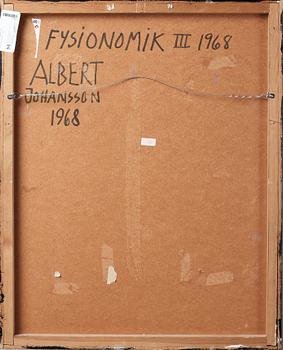 FYSIONOMIK III 1968
ALBERT
JOHANSSON
1968